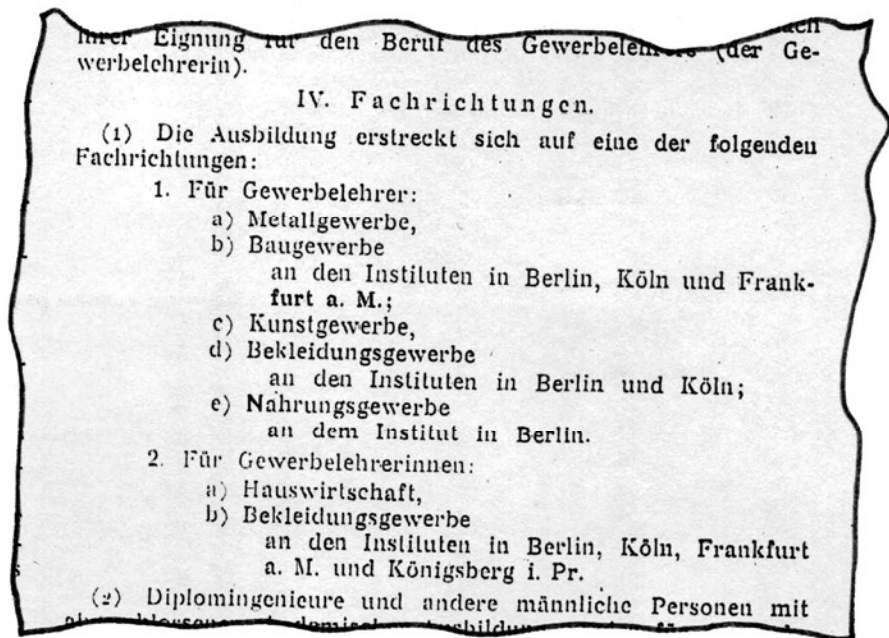 ihrer Eignung für den Beruf des Gewerbelehrers (der Ge-
werbelehrerin).
IV. Fachrichtungen.
(1) Die Ausbildung erstreckt sich auf eine der folgenden
Fachrichtungen:
1. Für Gewerbelehrer:
a) Metallgewerbe,
b) Baugewerbe
an den Instituten in Berlin, Köln und Frank-
furt a. M.;
c) Kunstgewerbe,
d) Bekleidungsgewerbe
an den Instituten in Berlin und Köln;
e) Nahrungsgewerbe
an dem Institut in Berlin.
2. Für Gewerbelehrerinnen:
a) Hauswirtschaft,
b) Bekleidungsgewerbe
an den Instituten in Berlin, Köln, Frankfurt
a. M. und Königsberg i. Pr.
(2) Diplomingenieure und andere männliche Personen mit